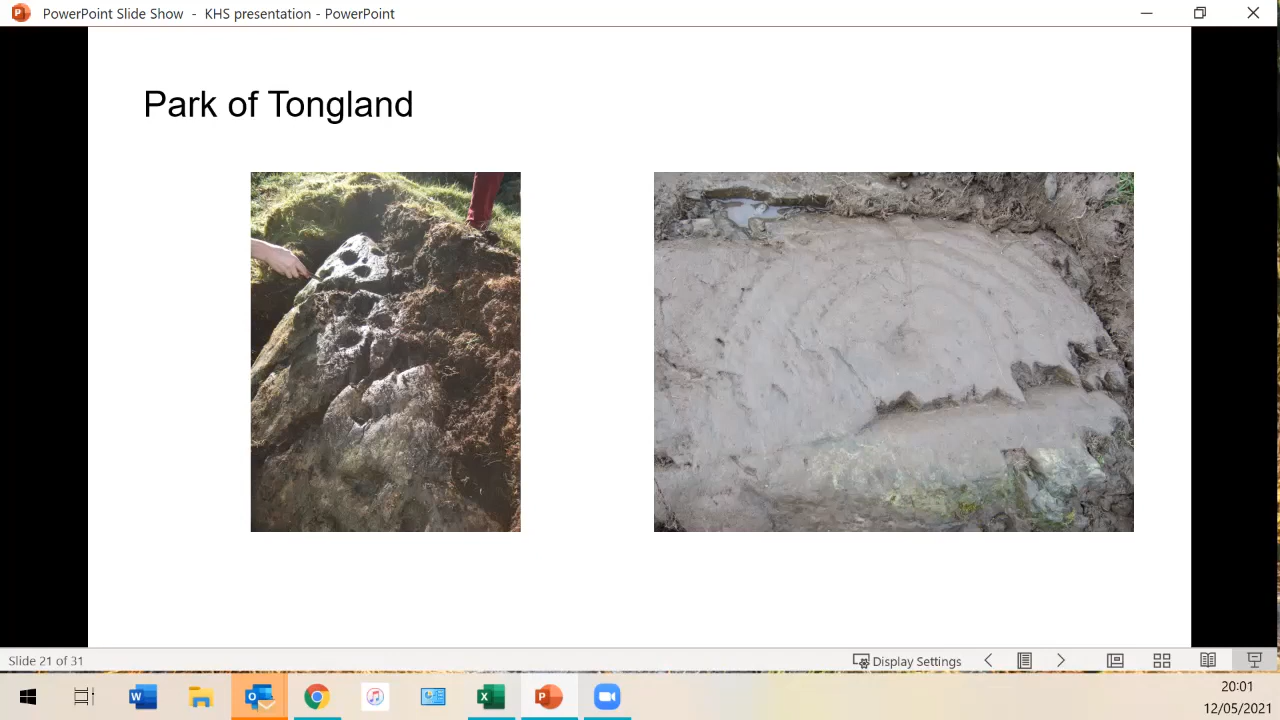 PowerPoint Slide Show - KHS presentation - PowerPoint
Park of Tongland
Slide 21 of 31
Display Settings
20:01
12/05/2021